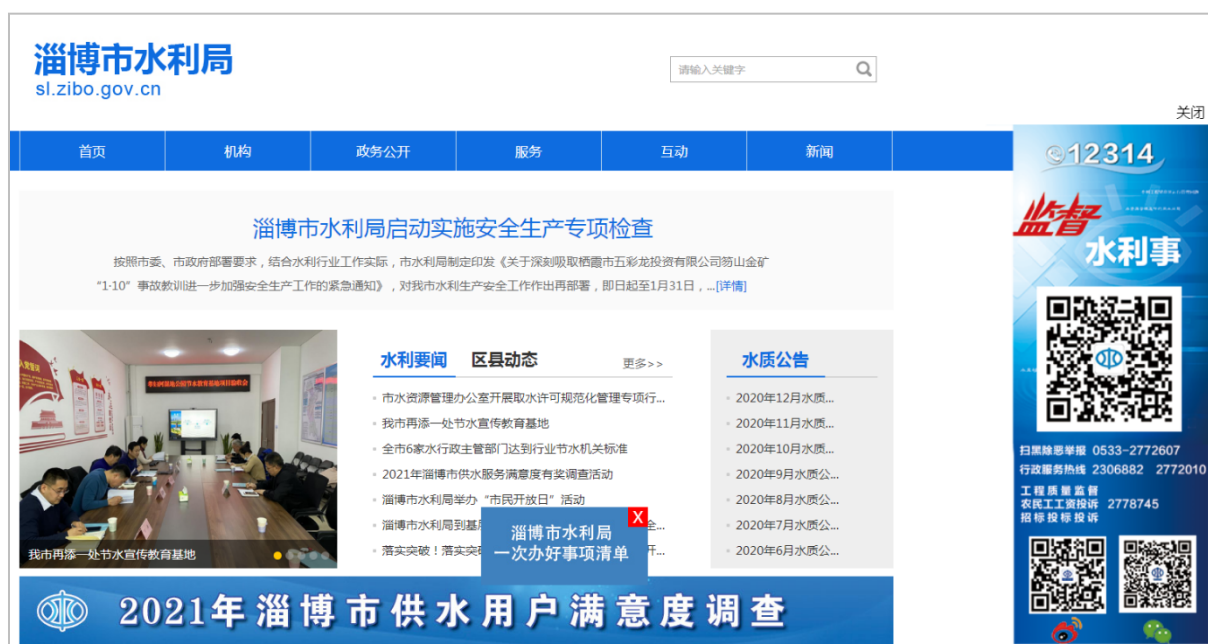 淄博市水利局
sl.zibo.gov.cn
请输入关键字
关闭
首页 机构 政务公开 服务 互动 新闻
淄博市水利局启动实施安全生产专项检查
按照市委、市政府部署要求，结合水利行业工作实际，市水利局制定印发《关于深刻吸取栖霞市五彩龙投资有限公司笏山金矿
“1·10”事故教训进一步加强安全生产工作的紧急通知》，对我市水利生产安全工作作出再部署，即日起至1月31日，...[详情]
我市再添一处节水宣传教育基地
水利要闻 区县动态 更多>>
市水资源管理办公室开展取水许可规范化管理专项行...
我市再添一处节水宣传教育基地
全市6家水行政主管部门达到行业节水机关标准
2021年淄博市供水服务满意度有奖调查活动
淄博市水利局举办“市民开放日”活动
淄博市水利局到基 全...
落实突破！落实突 开...
X
淄博市水利局
一次办好事项清单
水质公告
2020年12月水质...
2020年11月水质...
2020年10月水质...
2020年9月水质公...
2020年8月水质公...
2020年7月水质公...
2020年6月水质公...
2021年淄博市供水用户满意度调查
12314
监督
水利事
扫黑除恶举报 0533-2772607
行政服务热线 2306882 2772010
工程质量监督
农民工工资投诉 2778745
招标投标投诉